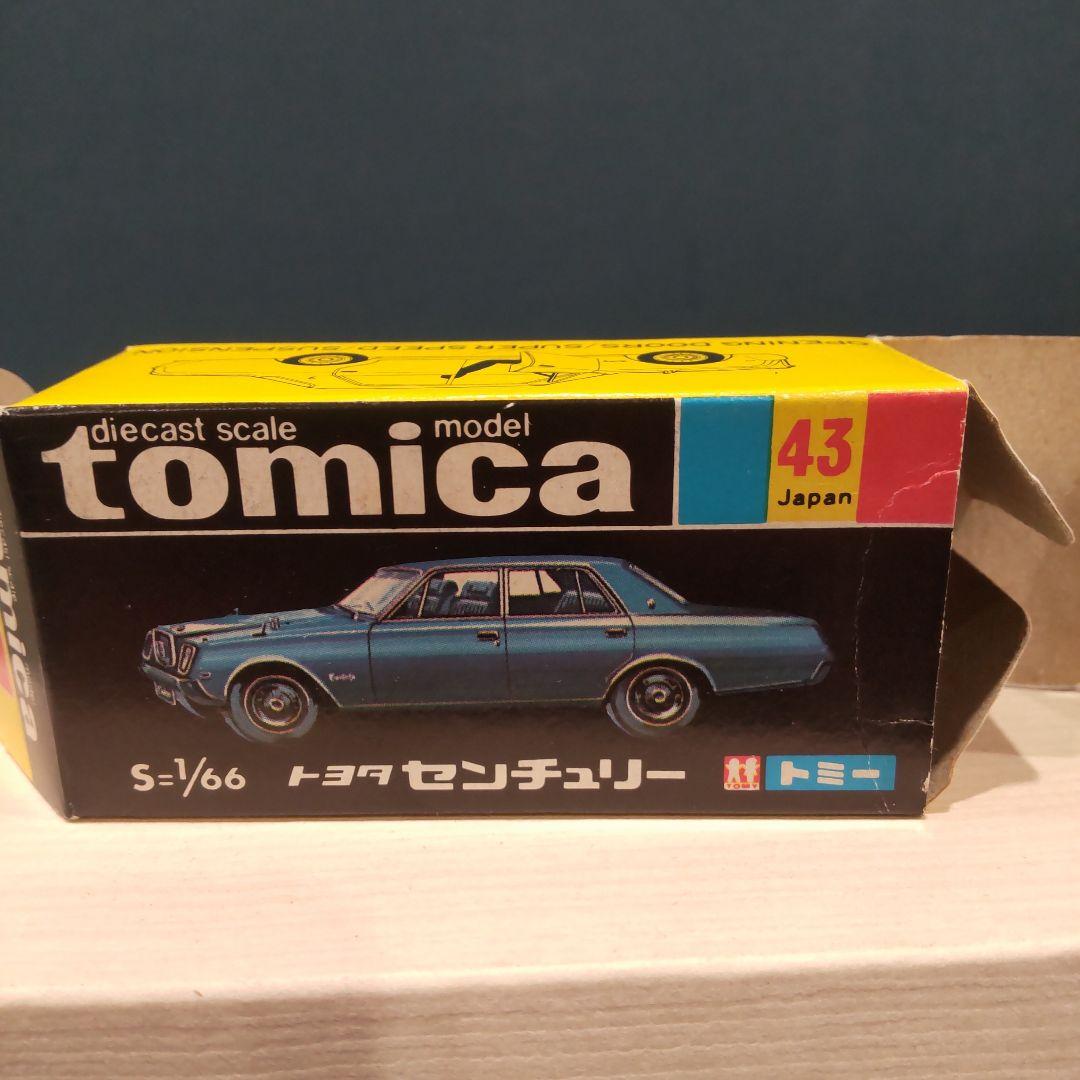 OPENING DOORS/SUPER SPEED/SUSPENSION
diecast scale model
tomica
43
Japan
S=1/66 トヨタ センチュリー
TOMY トミー